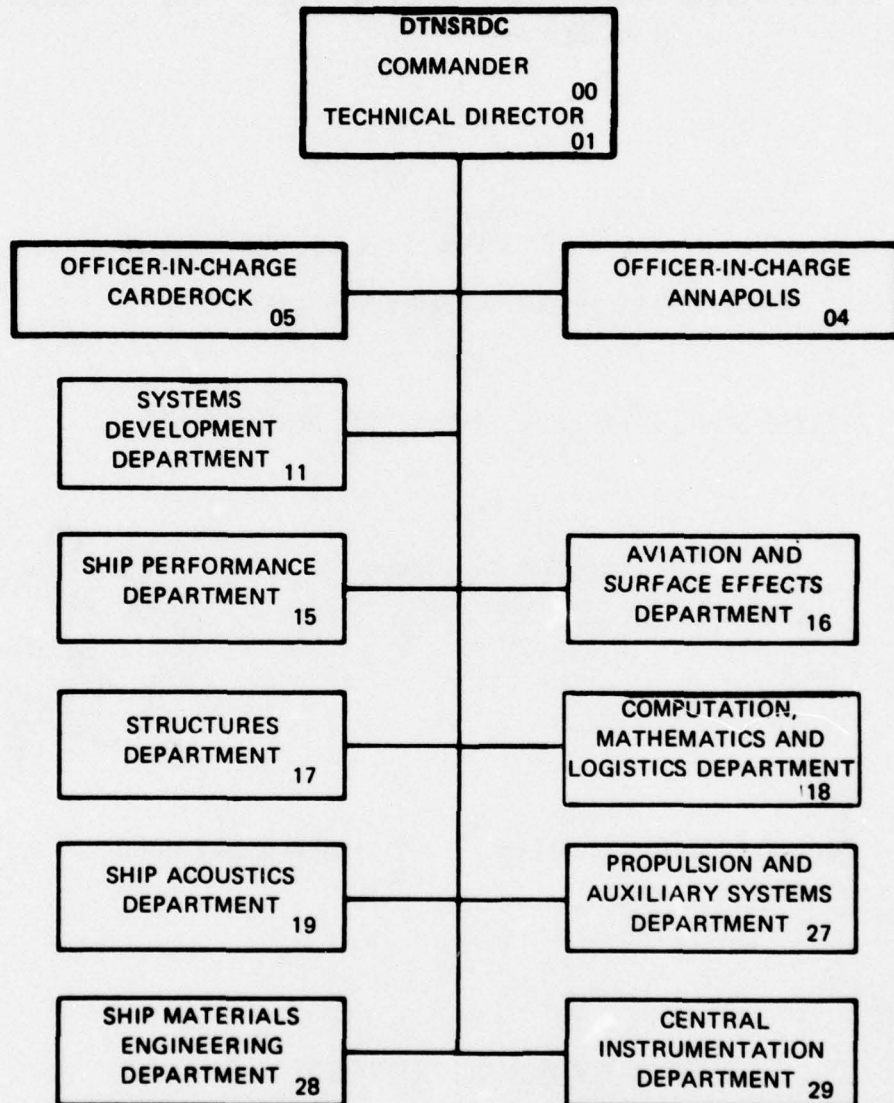 DTNSRDC
COMMANDER
00
TECHNICAL DIRECTOR
01
OFFICER-IN-CHARGE
CARDEROCK
05
OFFICER-IN-CHARGE
ANNAPOLIS
04
SYSTEMS
DEVELOPMENT
DEPARTMENT
11
SHIP PERFORMANCE
DEPARTMENT
15
AVIATION AND
SURFACE EFFECTS
DEPARTMENT
16
STRUCTURES
DEPARTMENT
17
COMPUTATION,
MATHEMATICS AND
LOGISTICS DEPARTMENT
18
SHIP ACOUSTICS
DEPARTMENT
19
PROPULSION AND
AUXILIARY SYSTEMS
DEPARTMENT
27
SHIP MATERIALS
ENGINEERING
DEPARTMENT
28
CENTRAL
INSTRUMENTATION
DEPARTMENT
29